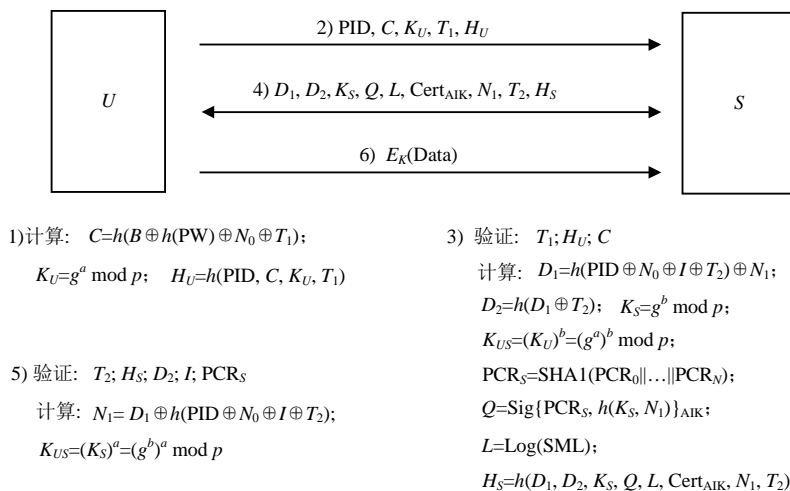 2) PID, C, K_U, T_1, H_U
U
4) D_1, D_2, K_S, Q, L, Cert_AIK, N_1, T_2, H_S
S
6) E_K(Data)
1)计算: C=h(B⊕h(PW)⊕N_0⊕T_1);
K_U=g^a mod p; H_U=h(PID, C, K_U, T_1)
3) 验证: T_1; H_U; C
计算: D_1=h(PID⊕N_0⊕I⊕T_2)⊕N_1;
D_2=h(D_1⊕T_2); K_S=g^b mod p;
K_US=(K_U)^b=(g^a)^b mod p;
PCR_S=SHA1(PCR_0||…||PCR_N);
Q=Sig{PCR_S, h(K_S, N_1)}_AIK;
L=Log(SML);
H_S=h(D_1, D_2, K_S, Q, L, Cert_AIK, N_1, T_2)
5) 验证: T_2; H_S; D_2; I; PCR_S
计算: N_1= D_1⊕h(PID⊕N_0⊕I⊕T_2);
K_US=(K_S)^a=(g^b)^a mod p